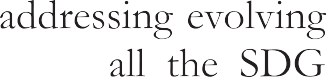 addressing evolving
all the SDG